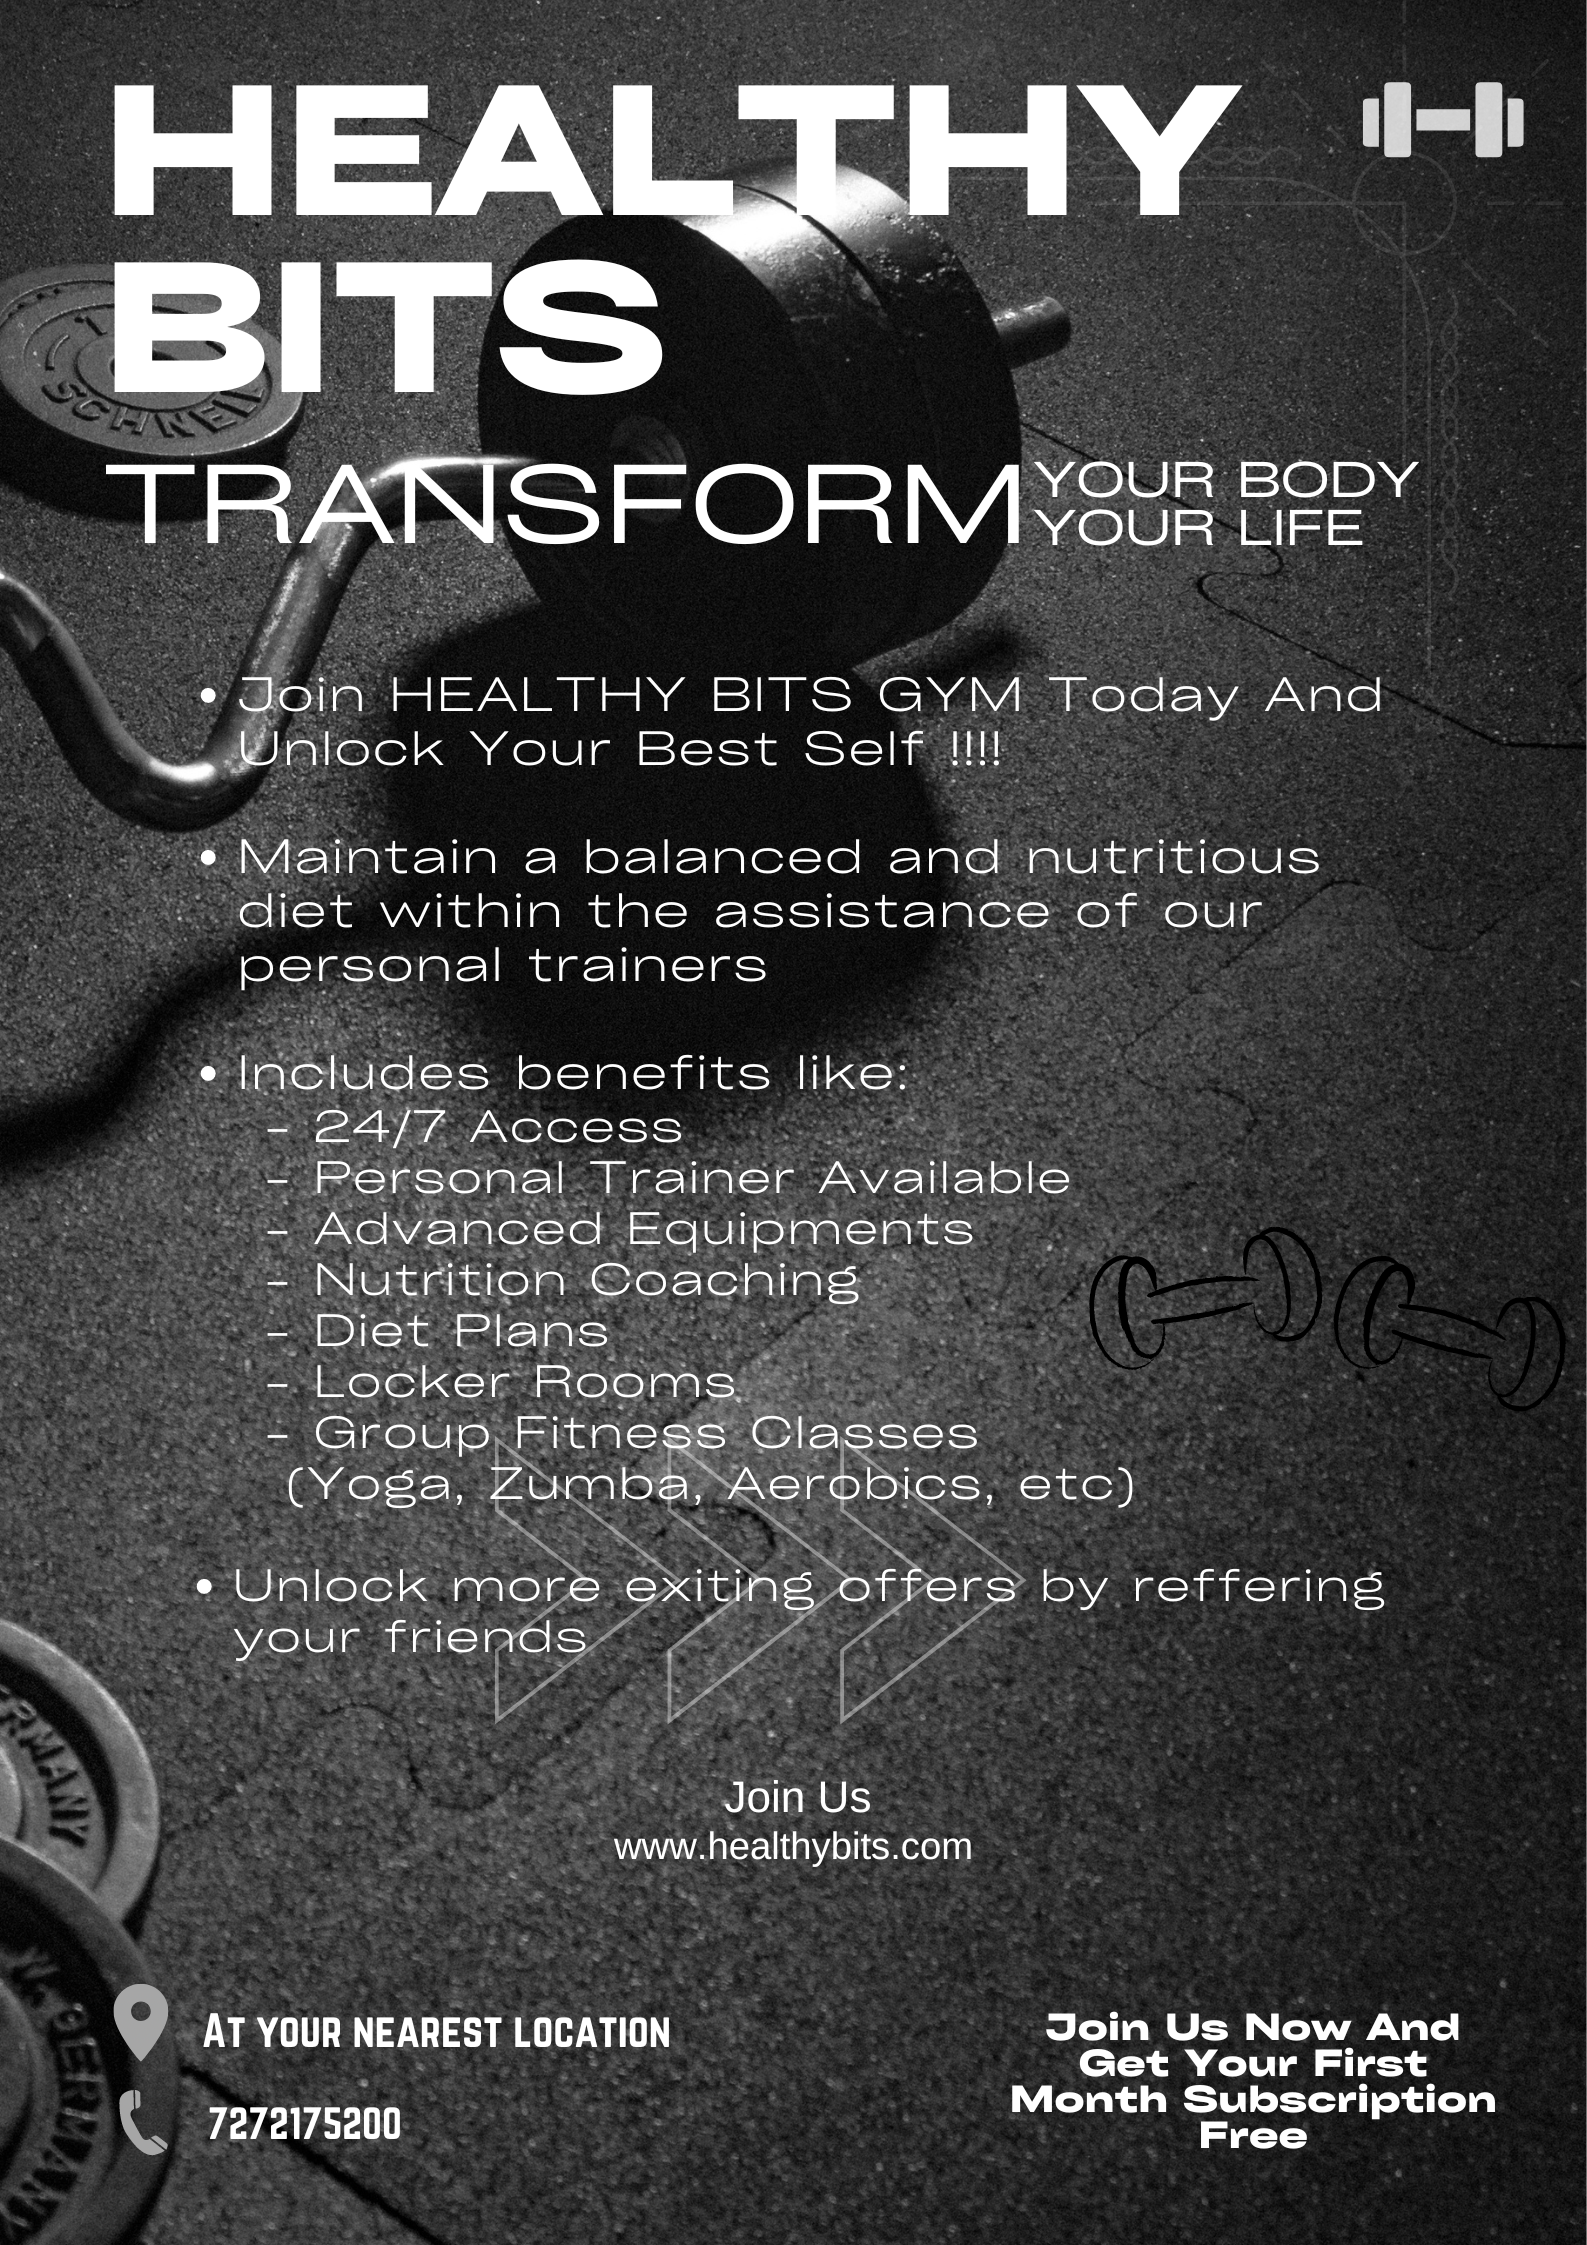 HEALTHY
BITS
SCHNELL
TRANSFORM
YOUR BODY
YOUR LIFE
• Join HEALTHY BITS GYM Today And
Unlock Your Best Self !!!!
• Maintain a balanced and nutritious
diet within the assistance of our
personal trainers
• Includes benefits like:
- 24/7 Access
- Personal Trainer Available
- Advanced Equipments
- Nutrition Coaching
- Diet Plans
- Locker Rooms
- Group Fitness Classes
(Yoga, Zumba, Aerobics, etc)
• Unlock more exiting offers by reffering
your friends
Join Us
www.healthybits.com
At your nearest location
7272175200
Join Us Now And
Get Your First
Month Subscription
Free